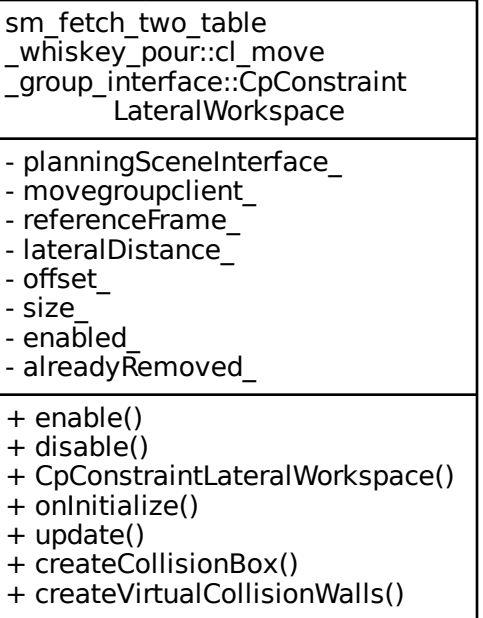 sm_fetch_two_table
_whiskey_pour::cl_move
_group_interface::CpConstraint
LateralWorkspace
- planningSceneInterface_
- movegroupclient_
- referenceFrame_
- lateralDistance_
- offset_
- size_
- enabled_
- alreadyRemoved_
+ enable()
+ disable()
+ CpConstraintLateralWorkspace()
+ onInitialize()
+ update()
+ createCollisionBox()
+ createVirtualCollisionWalls()